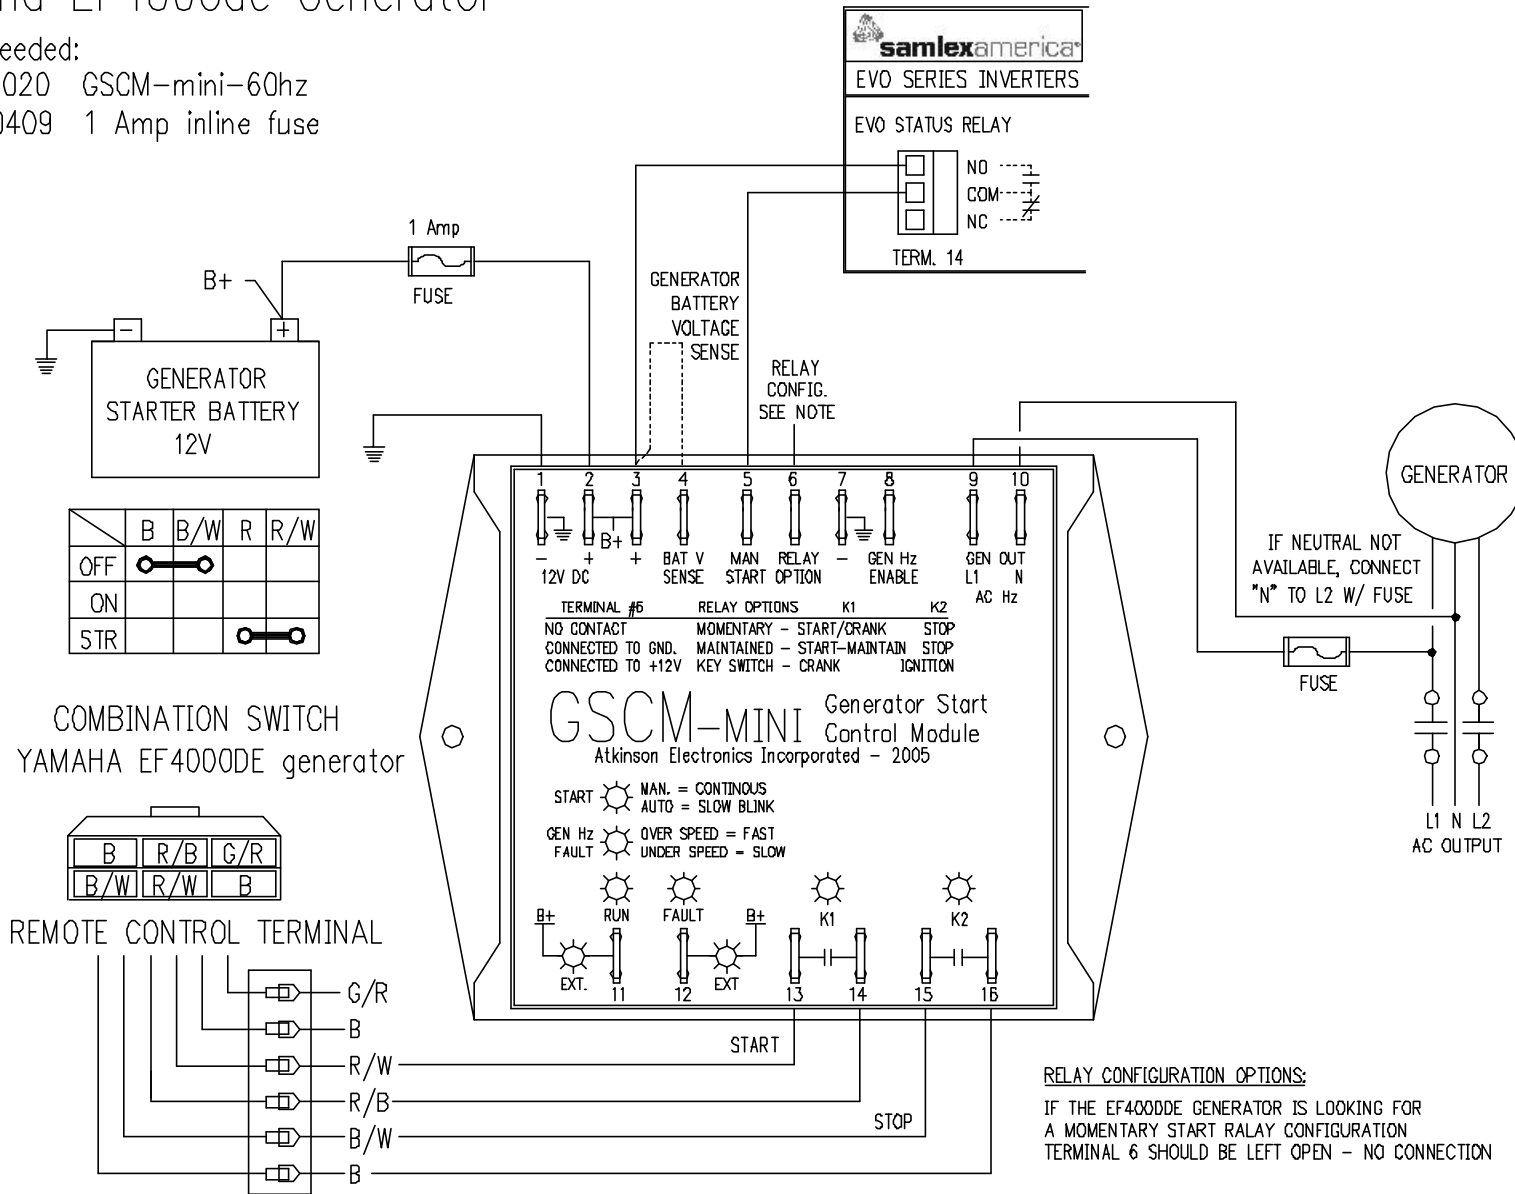 EF4000de Generator
eeded:
020 GSCM-mini-60hz
0409 1 Amp inline fuse
samlexamerica
EVO SERIES INVERTERS
EVO STATUS RELAY
NO
COM
NC
TERM. 14
1 Amp
FUSE
B+
-
+
GENERATOR
STARTER BATTERY
12V
GENERATOR
BATTERY
VOLTAGE
SENSE
RELAY
CONFIG.
SEE NOTE
GENERATOR
IF NEUTRAL NOT
AVAILABLE, CONNECT
"N" TO L2 W/ FUSE
FUSE
L1 N L2
AC OUTPUT
B B/W R R/W
OFF
ON
STR
COMBINATION SWITCH
YAMAHA EF4000DE generator
B R/B G/R
B/W R/W B
REMOTE CONTROL TERMINAL
G/R
B
R/W
R/B
B/W
B
1 2 3 4 5 6 7 8 9 10
B+
- + + BAT V MAN RELAY - GEN Hz GEN OUT
12V DC SENSE START OPTION ENABLE L1 N
AC Hz
TERMINAL #6 RELAY OPTIONS K1 K2
NO CONTACT MOMENTARY - START/CRANK STOP
CONNECTED TO GND. MAINTAINED - START-MAINTAIN STOP
CONNECTED TO +12V KEY SWITCH - CRANK IGNITION
GSCM-MINI Generator Start
Control Module
Atkinson Electronics Incorporated - 2005
START MAN. = CONTINOUS
AUTO = SLOW BLINK
GEN Hz OVER SPEED = FAST
FAULT UNDER SPEED = SLOW
RUN FAULT K1 K2
B+ B+
EXT. EXT
11 12 13 14 15 16
START
STOP
RELAY CONFIGURATION OPTIONS:
IF THE EF4000DE GENERATOR IS LOOKING FOR
A MOMENTARY START RALAY CONFIGURATION
TERMINAL 6 SHOULD BE LEFT OPEN - NO CONNECTION